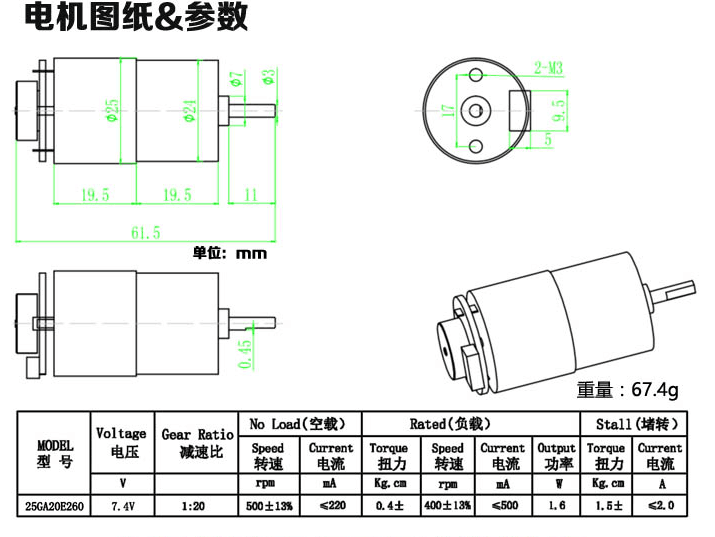 电机图纸&参数
ϕ25
ϕ24
ϕ7
ϕ3
19.5
19.5
11
61.5
单位：mm
2-M3
17
9.5
5
0.45
重量：67.4g
MODEL
型 号
Voltage
电压
V
Gear Ratio
减速比
No Load(空载)
Speed
转速
rpm
Current
电流
mA
Rated(负载)
Torque
扭力
Kg.cm
Speed
转速
rpm
Current
电流
mA
Output
功率
W
Stall(堵转)
Torque
扭力
Kg.cm
Current
电流
A
25GA20E260 7.4V 1:20 500±13% ≤220 0.4± 400±13% ≤500 1.6 1.5± ≤2.0